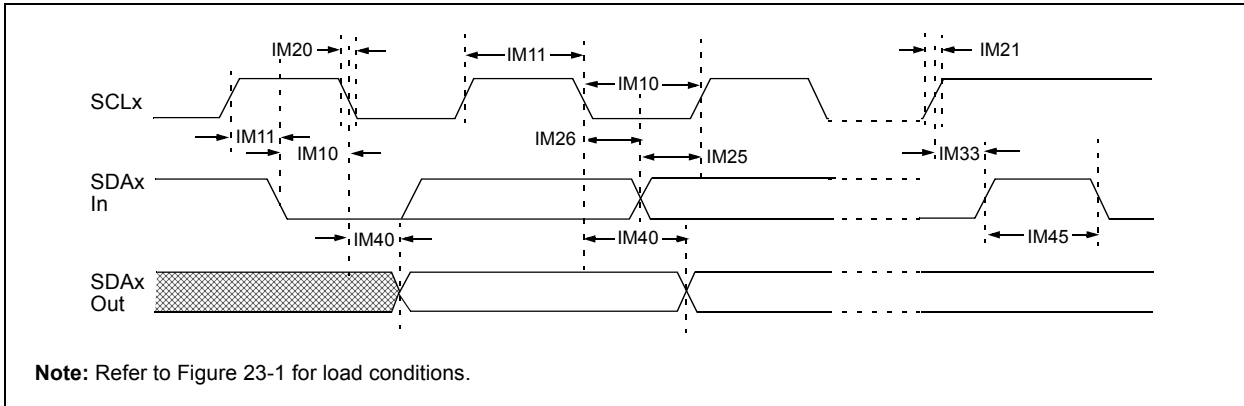 IM20
IM11
IM21
IM10
SCLx
IM11
IM26
IM10
IM25
IM33
SDAx
In
IM40
IM40
IM45
SDAx
Out
Note: Refer to Figure 23-1 for load conditions.